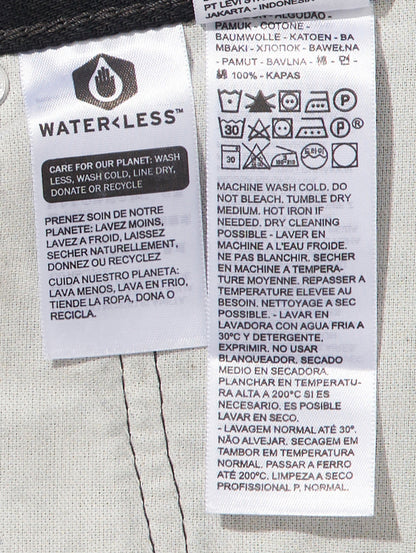 WATER<LESS™
CARE FOR OUR PLANET: WASH
LESS, WASH COLD, LINE DRY,
DONATE OR RECYCLE
PRENEZ SOIN DE NOTRE
PLANETE: LAVEZ MOINS,
LAVEZ A FROID, LAISSEZ
SECHER NATURELLEMENT,
DONNEZ OU RECYCLEZ
CUIDA NUESTRO PLANETA:
LAVA MENOS, LAVA EN FRIO,
TIENDE LA ROPA, DONA O
RECICLA.
PT LEVI
JAKARTA - INDONESIA
ALGODÃO -
PAMUK - COTONE -
BAUMWOLLE - KATOEN - BA
MBAKI - ХЛОПОК - BAWEŁNA
- PAMUT - BAVLNA - 棉 - 면 -
綿 100% - KAPAS
P
30 P
30
MACHINE WASH COLD. DO
NOT BLEACH. TUMBLE DRY
MEDIUM. HOT IRON IF
NEEDED. DRY CLEANING
POSSIBLE - LAVER EN
MACHINE A L'EAU FROIDE.
NE PAS BLANCHIR. SECHER
EN MACHINE A TEMPERA-
TURE MOYENNE. REPASSER A
TEMPERATURE ELEVEE AU
BESOIN. NETTOYAGE A SEC
POSSIBLE. - LAVAR EN
LAVADORA CON AGUA FRIA A
30ºC Y DETERGENTE,
EXPRIMIR. NO USAR
BLANQUEADOR. SECADO
MEDIO EN SECADORA.
PLANCHAR EN TEMPERATU-
RA ALTA A 200°C SI ES
NECESARIO. ES POSIBLE
LAVAR EN SECO.
- LAVAGEM NORMAL ATÉ 30°.
NÃO ALVEJAR. SECAGEM EM
TAMBOR EM TEMPERATURA
NORMAL. PASSAR A FERRO
ATÉ 200°C. LIMPEZA A SECO
PROFISSIONAL P, NORMAL.